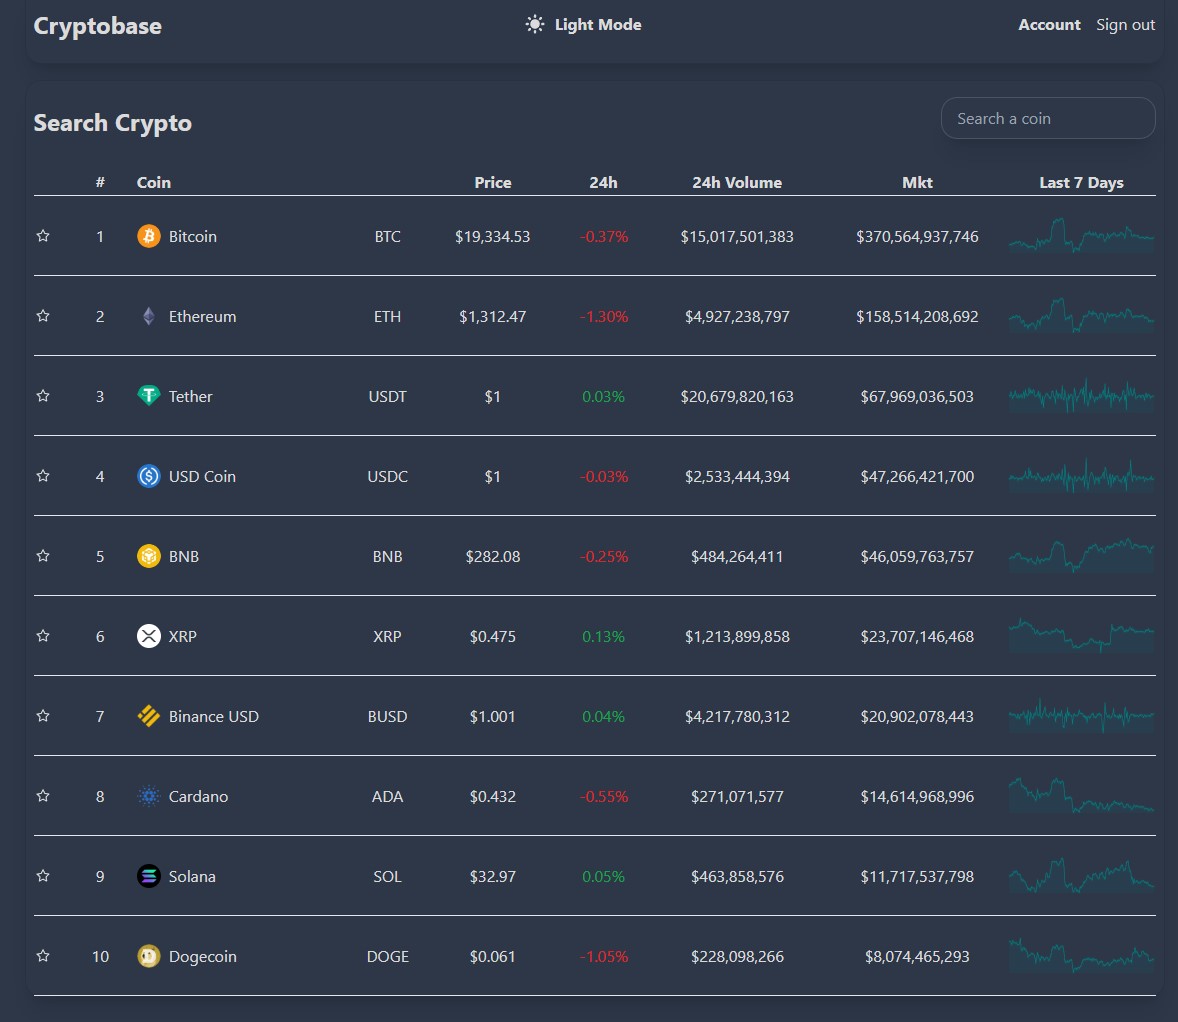 Cryptobase Light Mode Account Sign out
Search Crypto Search a coin
# Coin Price 24h 24h Volume Mkt Last 7 Days
1 Bitcoin BTC $19,334.53 -0.37% $15,017,501,383 $370,564,937,746
2 Ethereum ETH $1,312.47 -1.30% $4,927,238,797 $158,514,208,692
3 Tether USDT $1 0.03% $20,679,820,163 $67,969,036,503
4 USD Coin USDC $1 -0.03% $2,533,444,394 $47,266,421,700
5 BNB BNB $282.08 -0.25% $484,264,411 $46,059,763,757
6 XRP XRP $0.475 0.13% $1,213,899,858 $23,707,146,468
7 Binance USD BUSD $1.001 0.04% $4,217,780,312 $20,902,078,443
8 Cardano ADA $0.432 -0.55% $271,071,577 $14,614,968,996
9 Solana SOL $32.97 0.05% $463,858,576 $11,717,537,798
10 Dogecoin DOGE $0.061 -1.05% $228,098,266 $8,074,465,293